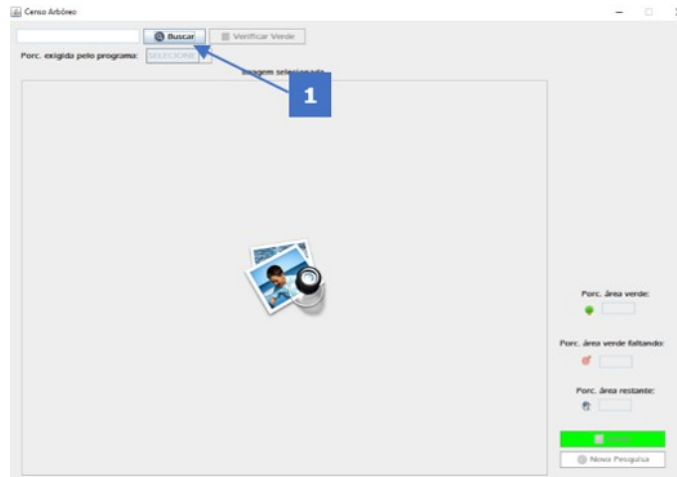 Censo Arbóreo
Buscar
Verificar Verde
Porc. exigida pelo programa:
SELECIONE
Imagem selecionada
1
Porc. área verde:
Porc. área verde faltando:
Porc. área restante:
Nova Pesquisa